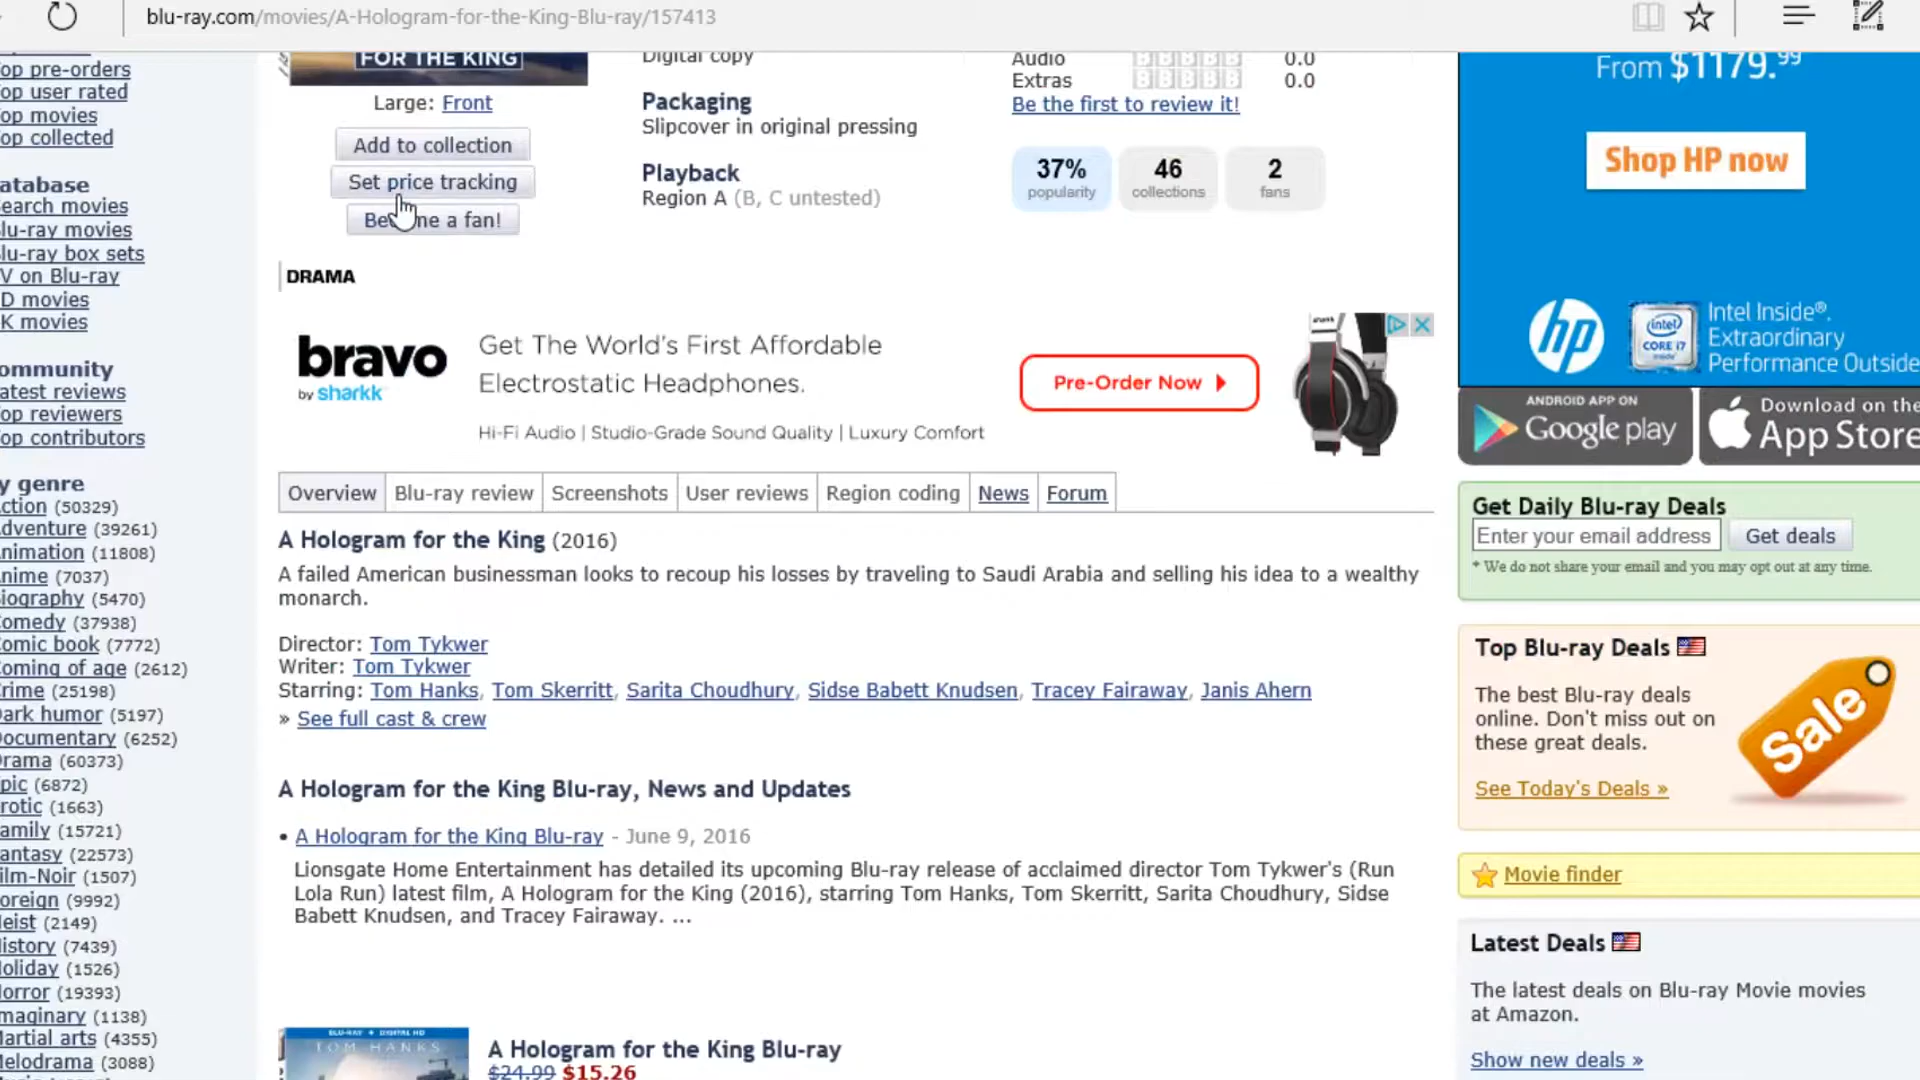 blu-ray.com/movies/A-Hologram-for-the-King-Blu-ray/157413
op pre-orders
op user rated
op movies
op collected
atabase
earch movies
lu-ray movies
lu-ray box sets
V on Blu-ray
D movies
K movies
ommunity
atest reviews
op reviewers
op contributors
y genre
ction (50329)
dventure (39261)
nimation (11808)
nime (7037)
iography (5470)
omedy (37938)
omic book (7772)
oming of age (2612)
rime (25198)
ark humor (5197)
ocumentary (6252)
rama (60373)
pic (6872)
rotic (1663)
amily (15721)
antasy (22573)
ilm-Noir (1507)
oreign (9992)
eist (2149)
istory (7439)
oliday (1526)
orror (19393)
maginary (1138)
artial arts (4355)
elodrama (3088)
FOR THE KING
Large: Front
Add to collection
Set price tracking
Be me a fan!
Digital copy
Packaging
Slipcover in original pressing
Playback
Region A (B, C untested)
Audio 0.0
Extras 0.0
Be the first to review it!
37% popularity
46 collections
2 fans
DRAMA
bravo
by sharkk
Get The World's First Affordable
Electrostatic Headphones.
Hi-Fi Audio | Studio-Grade Sound Quality | Luxury Comfort
Pre-Order Now
Overview Blu-ray review Screenshots User reviews Region coding News Forum
A Hologram for the King (2016)
A failed American businessman looks to recoup his losses by traveling to Saudi Arabia and selling his idea to a wealthy
monarch.
Director: Tom Tykwer
Writer: Tom Tykwer
Starring: Tom Hanks, Tom Skerritt, Sarita Choudhury, Sidse Babett Knudsen, Tracey Fairaway, Janis Ahern
» See full cast & crew
A Hologram for the King Blu-ray, News and Updates
• A Hologram for the King Blu-ray - June 9, 2016
Lionsgate Home Entertainment has detailed its upcoming Blu-ray release of acclaimed director Tom Tykwer's (Run
Lola Run) latest film, A Hologram for the King (2016), starring Tom Hanks, Tom Skerritt, Sarita Choudhury, Sidse
Babett Knudsen, and Tracey Fairaway. ...
BLU-RAY + DIGITAL HD
TOM HANKS
A Hologram for the King Blu-ray
$24.99 $15.26
From $1179.99
Shop HP now
hp
intel
CORE i7
inside
Intel Inside®.
Extraordinary
Performance Outside
ANDROID APP ON
Google play
Download on the
App Store
Get Daily Blu-ray Deals
Enter your email address
Get deals
* We do not share your email and you may opt out at any time.
Top Blu-ray Deals
The best Blu-ray deals
online. Don't miss out on
these great deals.
See Today's Deals »
Sale
Movie finder
Latest Deals
The latest deals on Blu-ray Movie movies
at Amazon.
Show new deals »